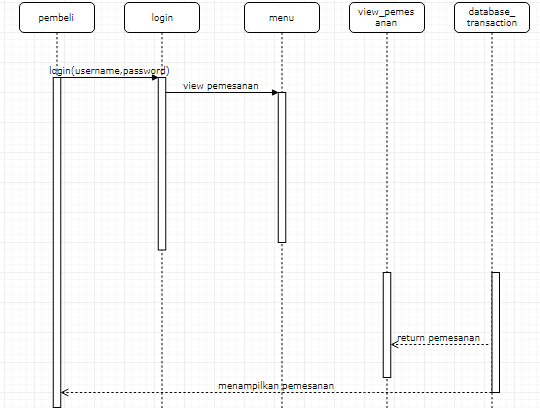 pembeli
login
menu
view_pemes
anan
database_
transaction
login(username,password)
view pemesanan
return pemesanan
menampilkan pemesanan